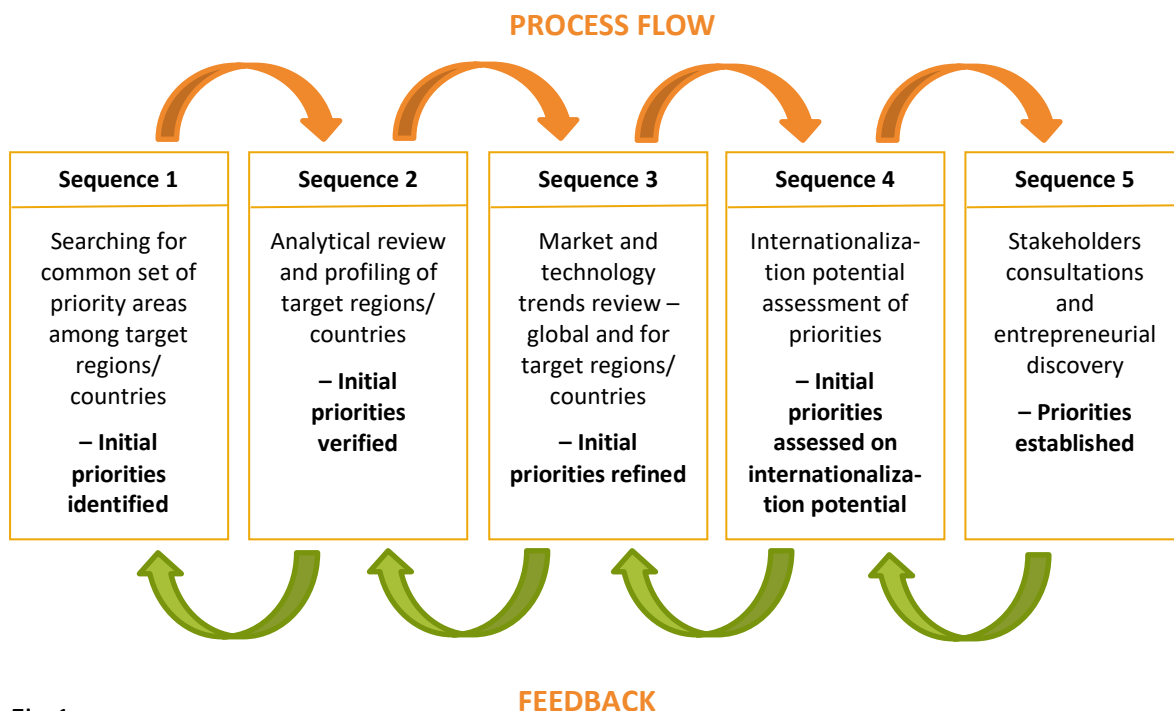 PROCESS FLOW
Sequence 1
Searching for
common set of
priority areas
among target
regions/
countries
– Initial
priorities
identified
Sequence 2
Analytical review
and profiling of
target regions/
countries
– Initial
priorities
verified
Sequence 3
Market and
technology
trends review –
global and for
target regions/
countries
– Initial
priorities refined
Sequence 4
Internationaliza-
tion potential
assessment of
priorities
– Initial
priorities
assessed on
internationaliza-
tion potential
Sequence 5
Stakeholders
consultations
and
entrepreneurial
discovery
– Priorities
established
FEEDBACK